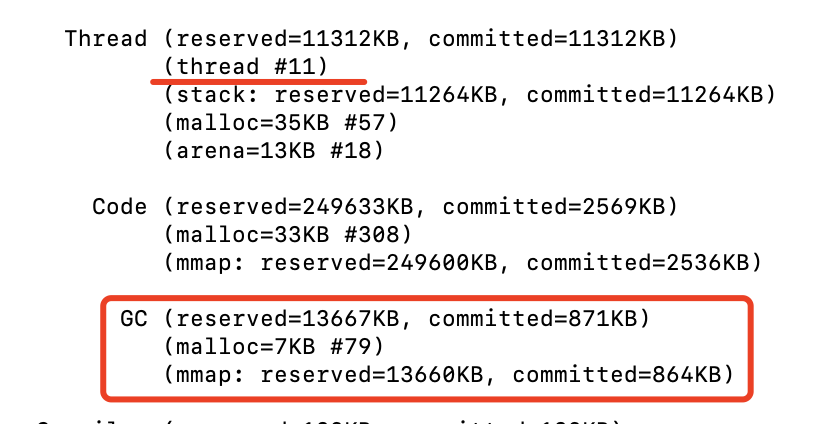 Thread (reserved=11312KB, committed=11312KB)
(thread #11)
(stack: reserved=11264KB, committed=11264KB)
(malloc=35KB #57)
(arena=13KB #18)
Code (reserved=249633KB, committed=2569KB)
(malloc=33KB #308)
(mmap: reserved=249600KB, committed=2536KB)
GC (reserved=13667KB, committed=871KB)
(malloc=7KB #79)
(mmap: reserved=13660KB, committed=864KB)